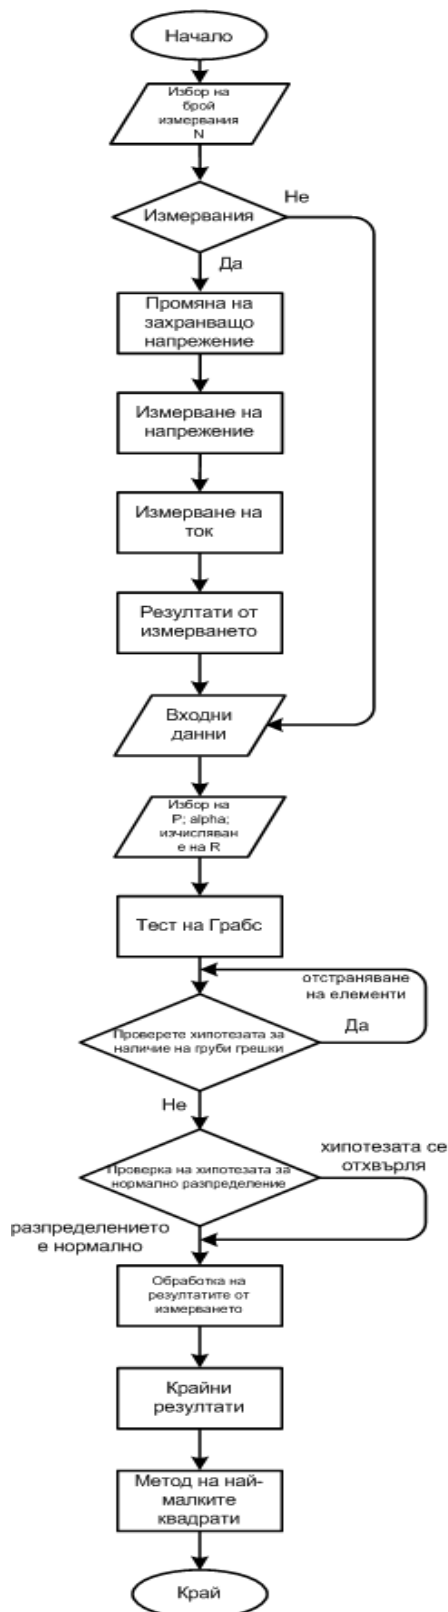 Начало
Избор на
брой
измервания
N
Измервания
Не
Да
Промяна на
захранващо
напрежение
Измерване на
напрежение
Измерване на
ток
Резултати от
измерването
Входни
данни
Избор на
P; alpha;
изчисляван
е на R
Тест на Грабс
отстраняване
на елементи
Да
Проверете хипотезата за
наличие на груби грешки
Не
хипотезата се
отхвърля
Проверка на хипотезата за
нормално разпределение
разпределението
е нормално
Обработка на
резултатите от
измерването
Крайни
резултати
Метод на най-
малките
квадрати
Край